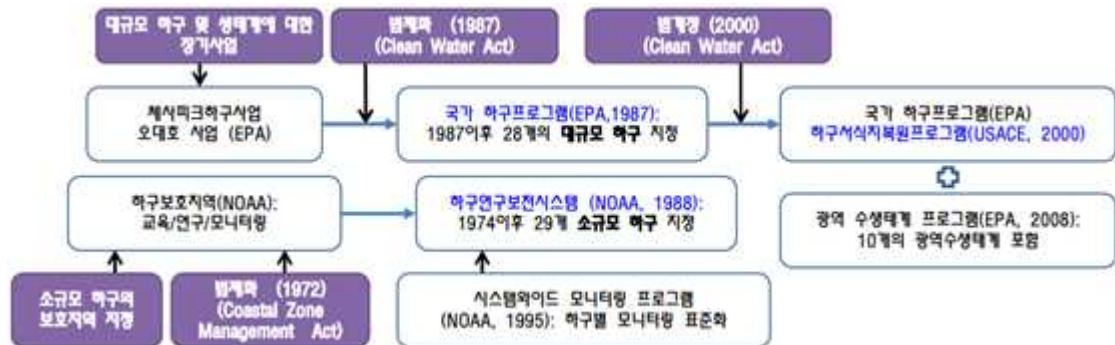 대규모 하구 및 생태계에 대한
장기사업
법제화 (1987)
(Clean Water Act)
법개정 (2000)
(Clean Water Act)
체사피크하구사업
오대호 사업 (EPA)
국가 하구프로그램(EPA,1987):
1987이후 28개의 대규모 하구 지정
국가 하구프로그램(EPA)
하구서식지복원프로그램(USACE, 2000)
하구보호지역(NOAA):
교육/연구/모니터링
하구연구보전시스템 (NOAA, 1988):
1974이후 29개 소규모 하구 지정
광역 수생태계 프로그램(EPA, 2008):
10개의 광역수생태계 포함
소규모 하구의
보호지역 지정
법제화 (1972)
(Coastal Zone
Management Act)
시스템와이드 모니터링 프로그램
(NOAA, 1995): 하구별 모니터링 표준화